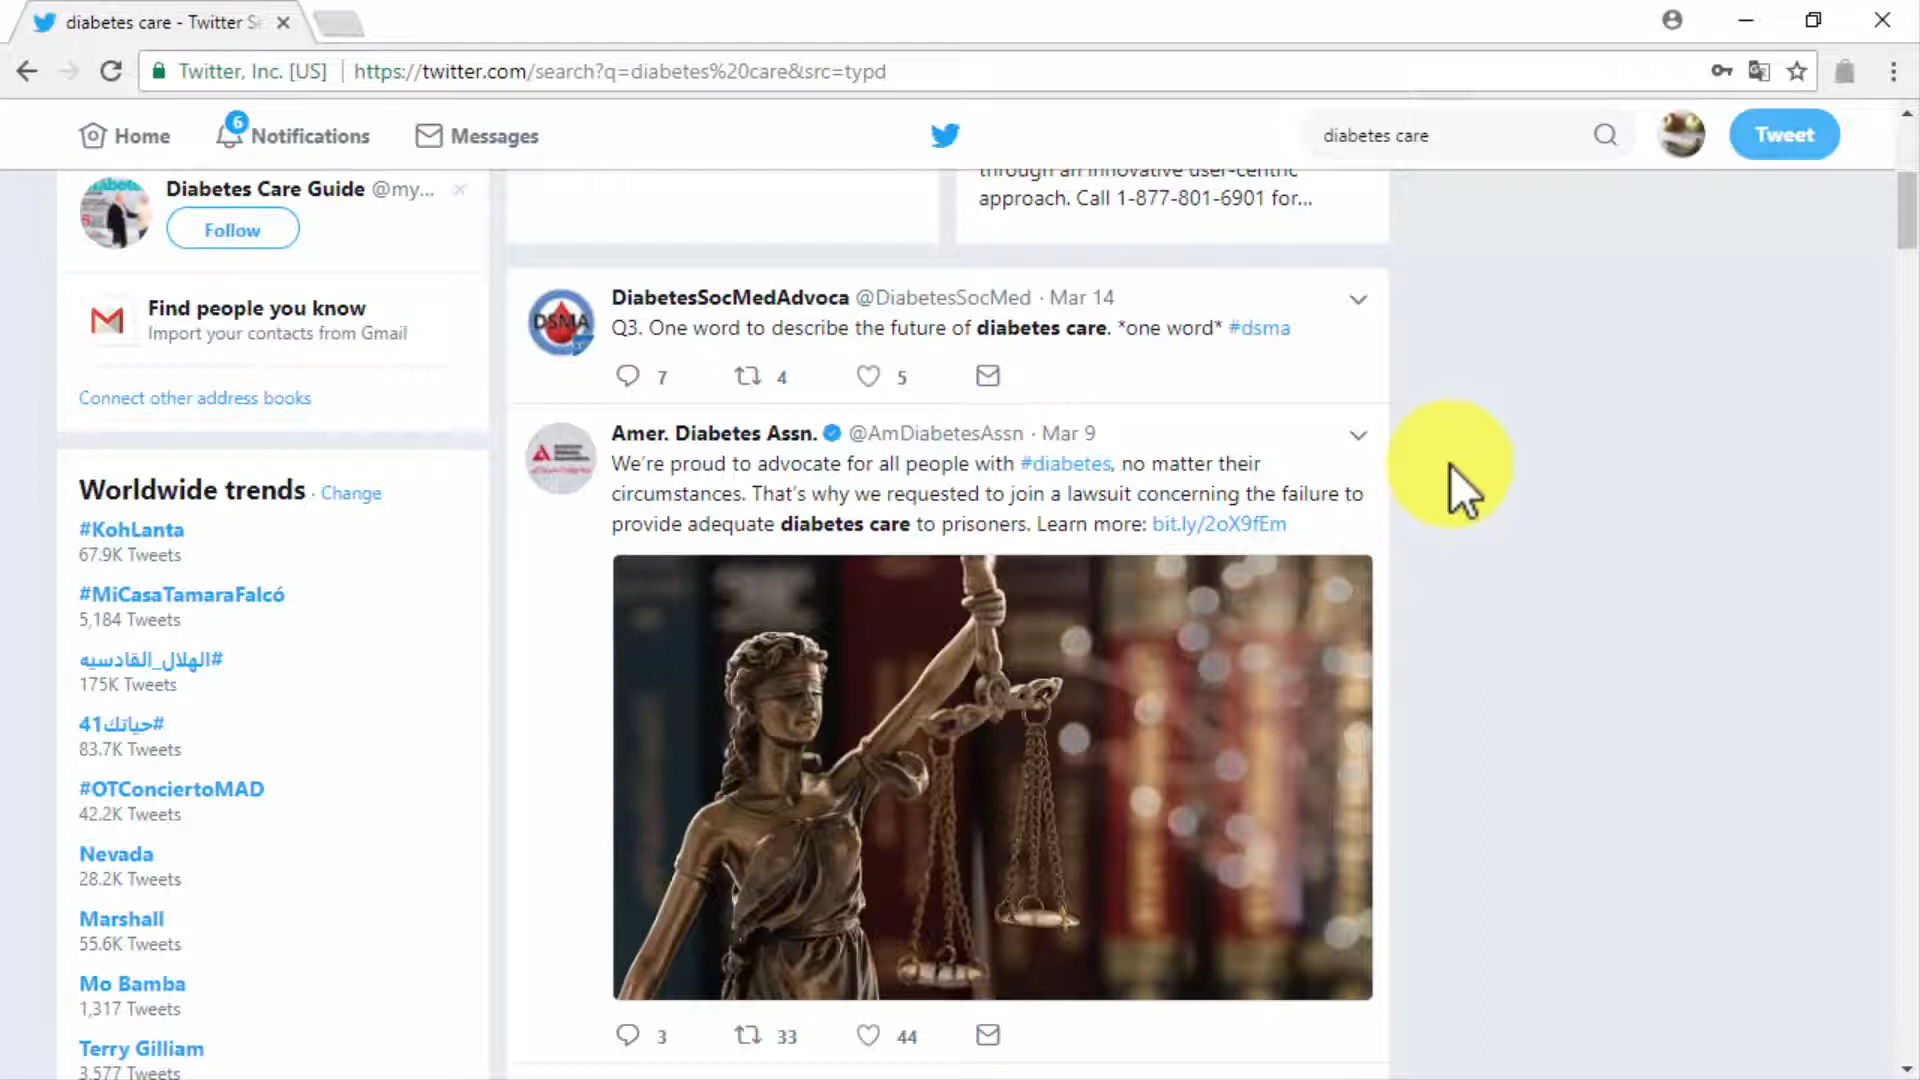 diabetes care - Twitter Se
Twitter, Inc. [US]
https://twitter.com/search?q=diabetes%20care&src=typd
Home
6
Notifications
Messages
diabetes care
Tweet
Diabetes Care Guide @my...
Follow
Find people you know
Import your contacts from Gmail
Connect other address books
Worldwide trends · Change
#KohLanta
67.9K Tweets
#MiCasaTamaraFalcó
5,184 Tweets
#الهلال_القادسيه
175K Tweets
#حياتك41
83.7K Tweets
#OTConciertoMAD
42.2K Tweets
Nevada
28.2K Tweets
Marshall
55.6K Tweets
Mo Bamba
1,317 Tweets
Terry Gilliam
3,577 Tweets
through an innovative user-centric
approach. Call 1-877-801-6901 for...
DSMA
DiabetesSocMedAdvoca @DiabetesSocMed · Mar 14
Q3. One word to describe the future of diabetes care. *one word* #dsma
7 4 5
Amer. Diabetes Assn. @AmDiabetesAssn · Mar 9
We're proud to advocate for all people with #diabetes, no matter their
circumstances. That's why we requested to join a lawsuit concerning the failure to
provide adequate diabetes care to prisoners. Learn more: bit.ly/2oX9fEm
3 33 44